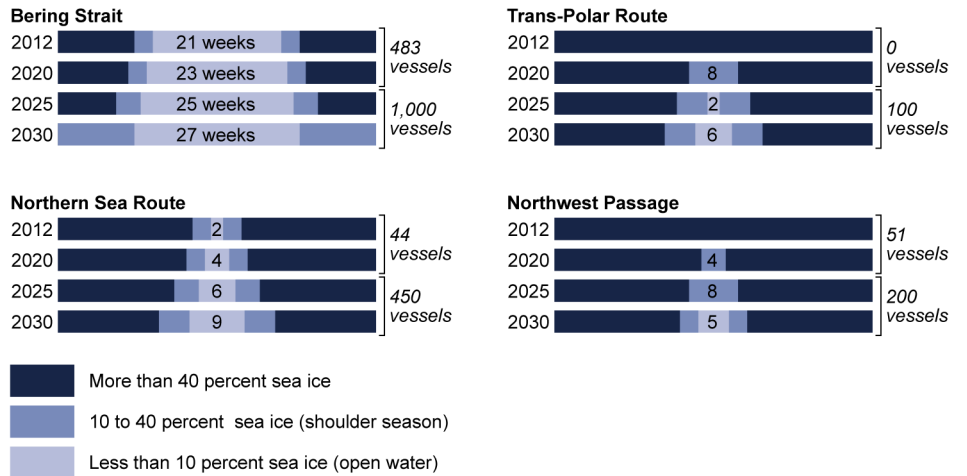 Bering Strait
2012 21 weeks
2020 23 weeks
483 vessels
2025 25 weeks
2030 27 weeks
1,000 vessels
Trans-Polar Route
2012
2020 8
0 vessels
2025 2
2030 6
100 vessels
Northern Sea Route
2012 2
2020 4
44 vessels
2025 6
2030 9
450 vessels
Northwest Passage
2012
2020 4
51 vessels
2025 8
2030 5
200 vessels
More than 40 percent sea ice
10 to 40 percent sea ice (shoulder season)
Less than 10 percent sea ice (open water)